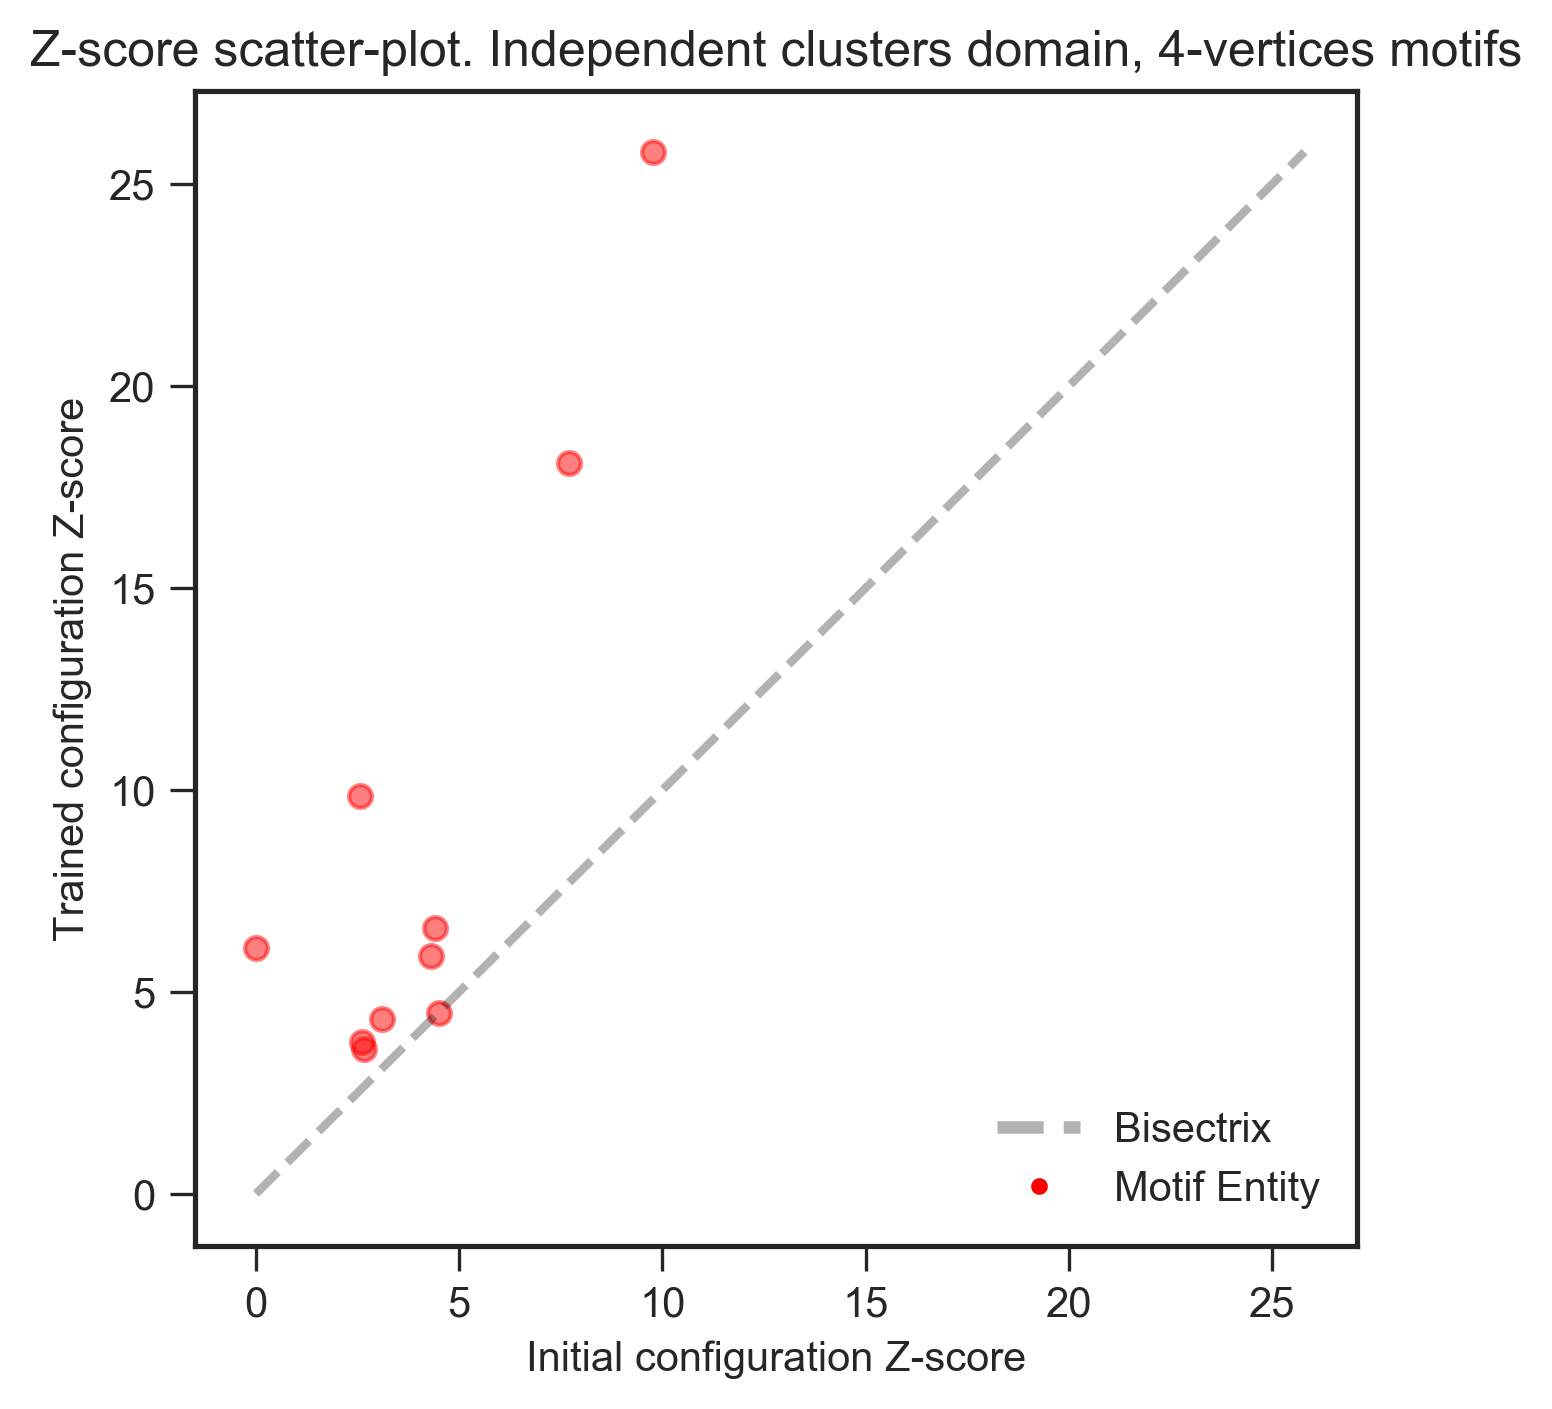 Z-score scatter-plot. Independent clusters domain, 4-vertices motifs
Trained configuration Z-score
25
20
15
10
5
0
Bisectrix
Motif Entity
0 5 10 15 20 25
Initial configuration Z-score